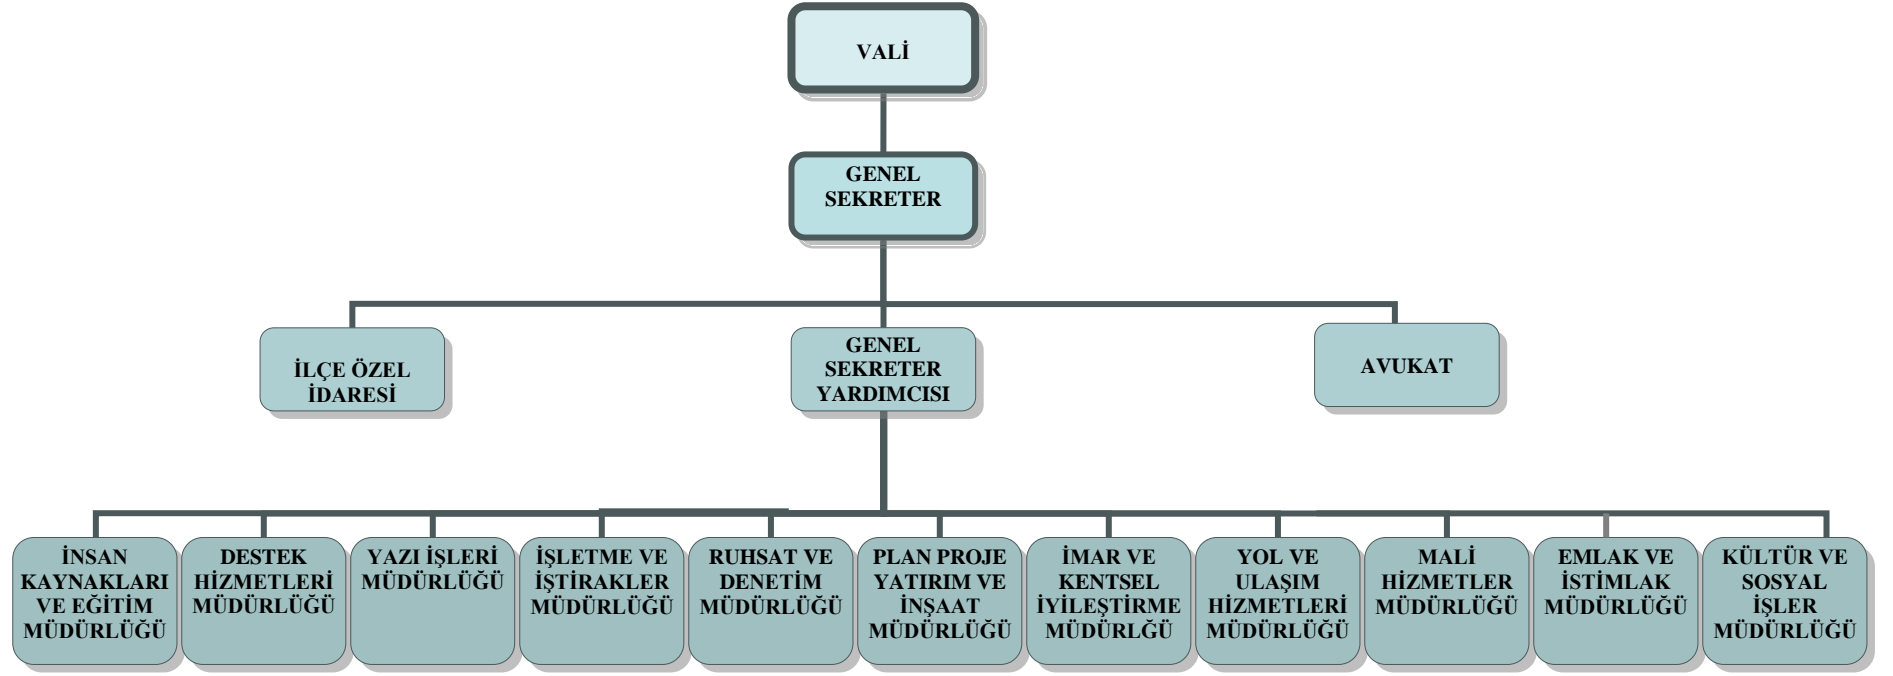 VALİ
GENEL
SEKRETER
İLÇE ÖZEL
İDARESİ
GENEL
SEKRETER
YARDIMCISI
AVUKAT
İNSAN
KAYNAKLARI
VE EĞİTİM
MÜDÜRLÜĞÜ
DESTEK
HİZMETLERİ
MÜDÜRLÜĞÜ
YAZI İŞLERİ
MÜDÜRLÜĞÜ
İŞLETME VE
İŞTİRAKLER
MÜDÜRLÜĞÜ
RUHSAT VE
DENETİM
MÜDÜRLÜĞÜ
PLAN PROJE
YATIRIM VE
İNŞAAT
MÜDÜRLÜĞÜ
İMAR VE
KENTSEL
İYİLEŞTİRME
MÜDÜRLĞÜ
YOL VE
ULAŞIM
HİZMETLERİ
MÜDÜRLÜĞÜ
MALİ
HİZMETLER
MÜDÜRLÜĞÜ
EMLAK VE
İSTİMLAK
MÜDÜRLÜĞÜ
KÜLTÜR VE
SOSYAL
İŞLER
MÜDÜRLÜĞÜ